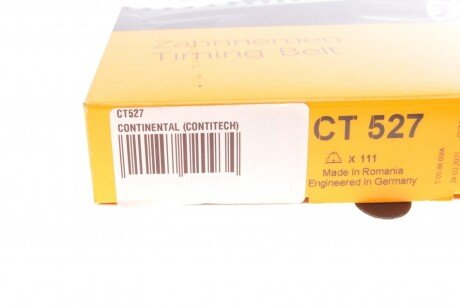 Zahnriemen
Timing Belt
CT527
CONTINENTAL (CONTITECH)
CT 527
x 111
Made In Romania
Engineered In Germany